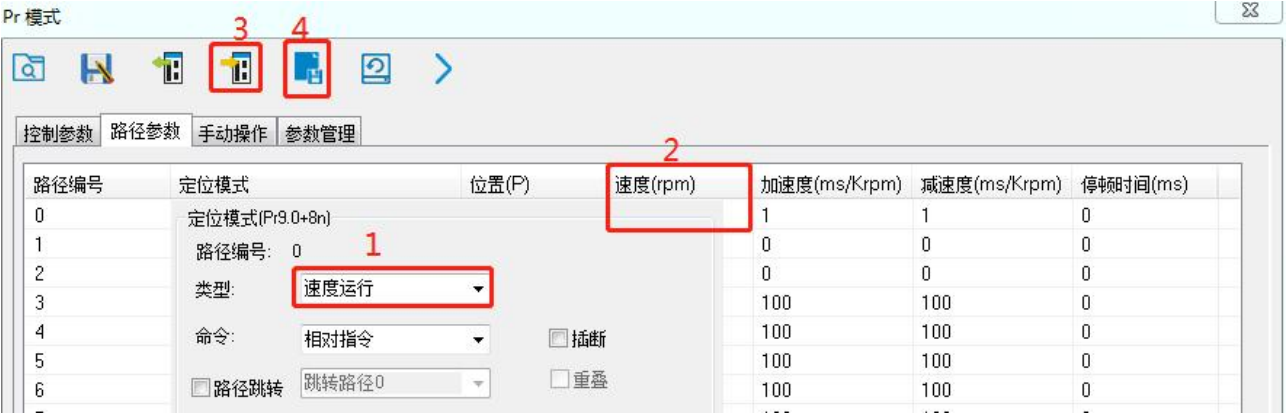 Pr 模式
3 4
控制参数 路径参数 手动操作 参数管理
2
路径编号 定位模式 位置(P) 速度(rpm) 加速度(ms/Krpm) 减速度(ms/Krpm) 停顿时间(ms)
0 定位模式(Pr9.0+8n) 1 1 0
1 路径编号: 0 1 0 0 0
2 类型: 速度运行 0 0 0
3 100 100 0
4 命令: 相对指令 插断 100 100 0
5 100 100 0
6 路径跳转 跳转路径0 重叠 100 100 0